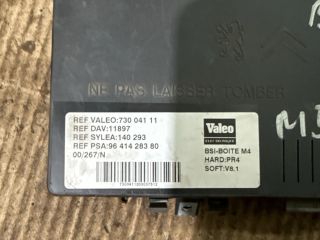 NE PAS LAISSER TOMBER
REF VALEO:730 041 11
REF DAV:11897
REF SYLEA:140 293
REF PSA:96 414 283 80
00/267/N
Valeo
BSI-BOITE M4
HARD:PR4
SOFT:V8.1